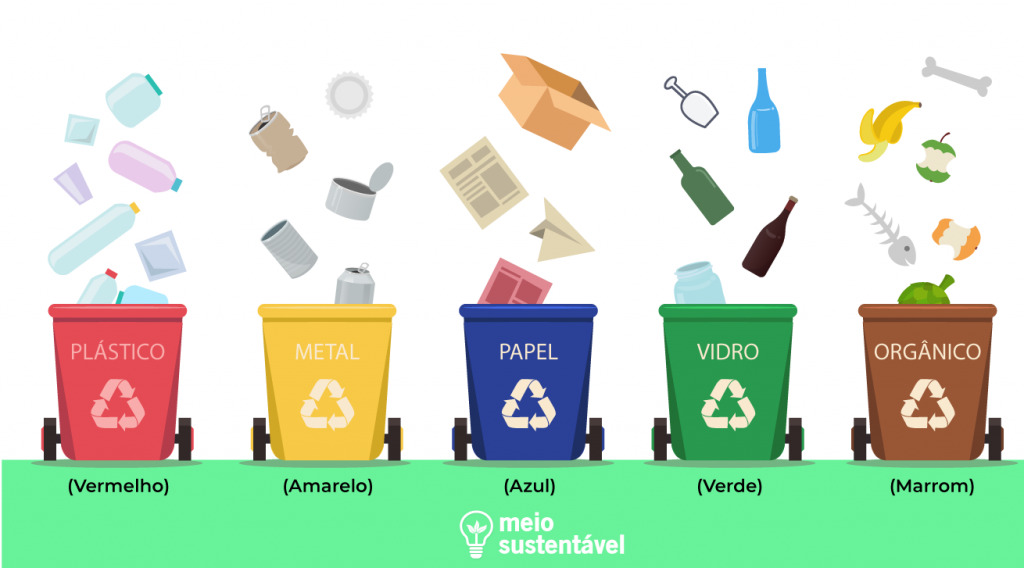 PLÁSTICO
METAL
PAPEL
VIDRO
ORGÂNICO
(Vermelho)
(Amarelo)
(Azul)
(Verde)
(Marrom)
meio
sustentável